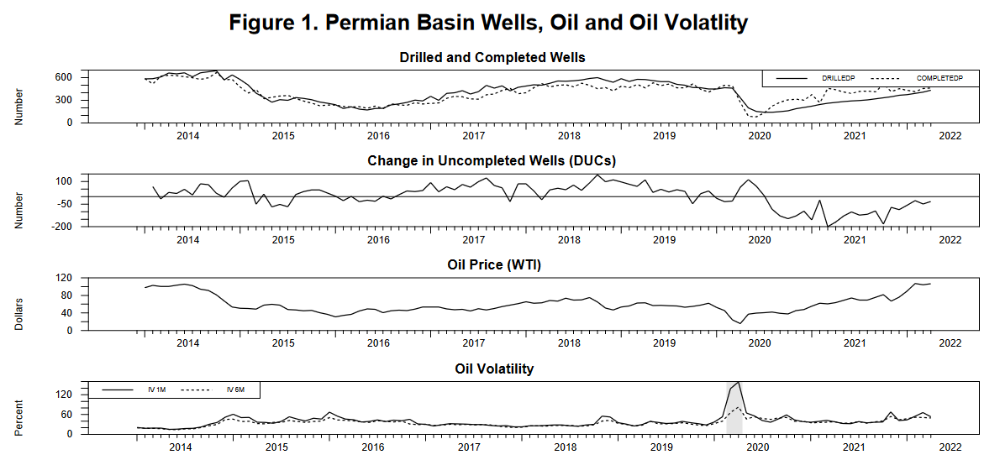 Figure 1. Permian Basin Wells, Oil and Oil Volatlity
Drilled and Completed Wells
Number
600
300
0
DRILLEDP COMPLETEDP
2014 2015 2016 2017 2018 2019 2020 2021 2022
Change in Uncompleted Wells (DUCs)
Number
100
-50
-200
2014 2015 2016 2017 2018 2019 2020 2021 2022
Oil Price (WTI)
Dollars
120
80
40
0
2014 2015 2016 2017 2018 2019 2020 2021 2022
Oil Volatility
Percent
IV 1M IV 6M
120
60
0
2014 2015 2016 2017 2018 2019 2020 2021 2022